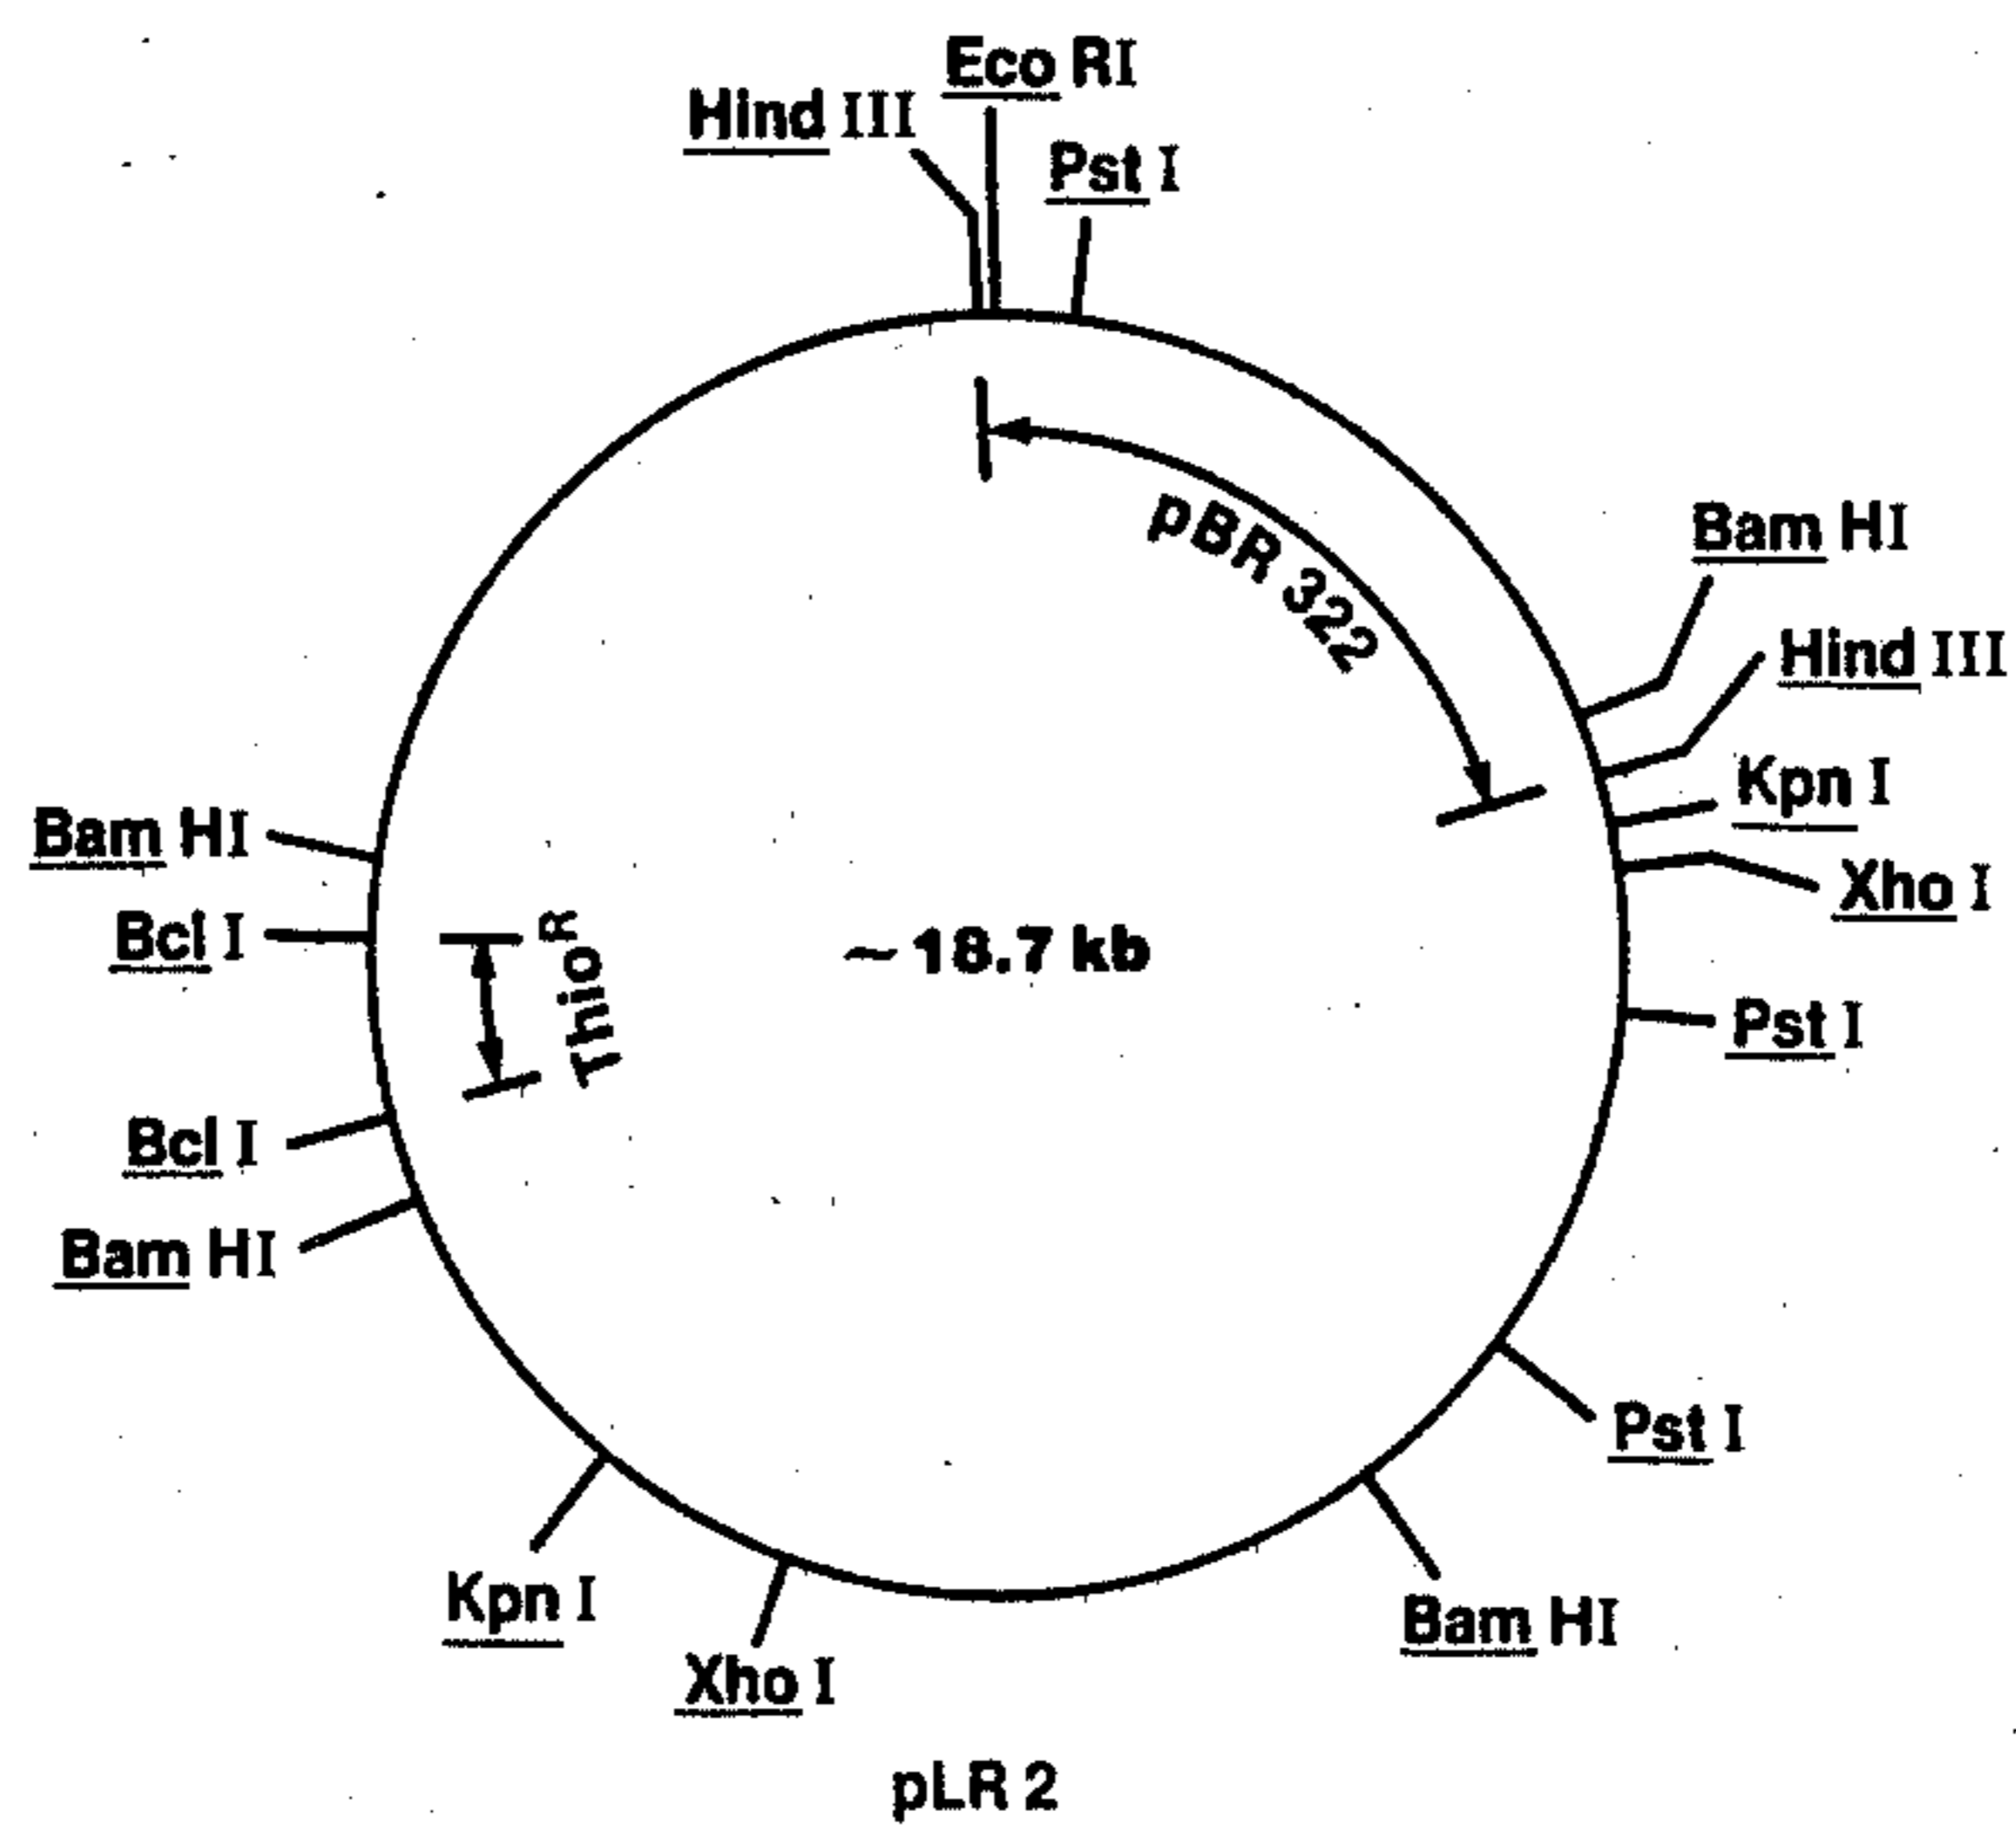 Eco RI
Hind III
Pst I
pBR 322
Bam HI
Hind III
Kpn I
Xho I
Pst I
Pst I
Bam HI
Xho I
Kpn I
Bam HI
Bcl I
Bcl I
Bam HI
Thioᴿ
~18.7 kb
pLR 2